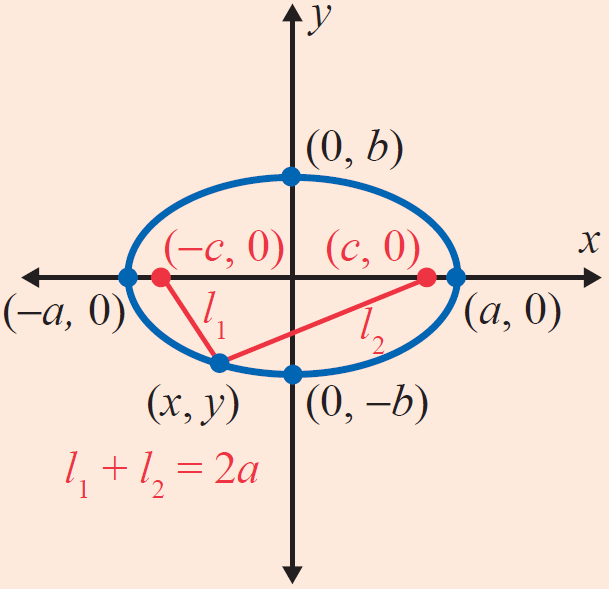 y
(0, b)
x
(−c, 0) (c, 0)
(−a, 0) l₁ l₂ (a, 0)
(x, y) (0, −b)
l₁ + l₂ = 2a